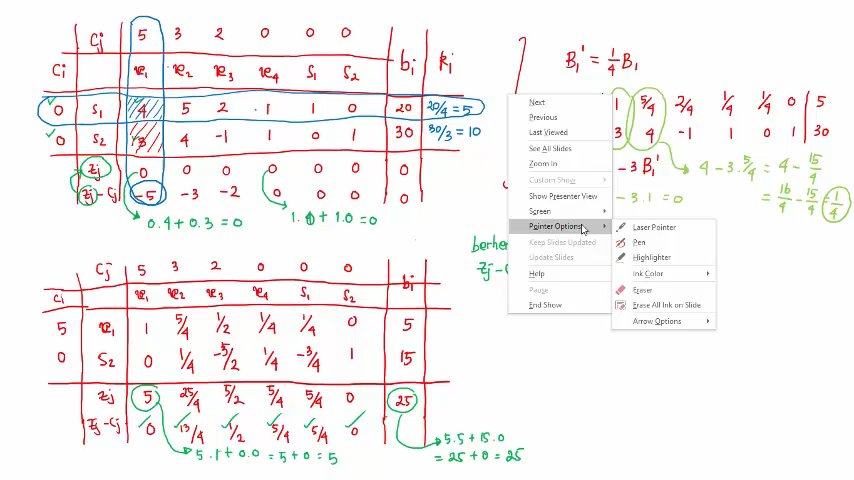 Cj 5 3 2 0 0 0
Ci x1 x2 x3 x4 S1 S2 bi Ri
0 S1 4 5 2 1 1 0 20 20/4 = 5
0 S2 3 4 -1 1 0 1 30 30/3 = 10
Zj 0 0 0 0 0 0 0
Zj - Cj -5 -3 -2 0 0 0 0
0.4 + 0.3 = 0
1.0 + 1.0 = 0
B1' = 1/4 B1
1 5/4 2/4 1/4 1/4 0 5
3 4 -1 1 0 1 30
- 3 B1'
4 - 3.5/4 = 4 - 15/4
- 3.1 = 0
= 16/4 - 15/4 = 1/4
berhe
Zj - C
Next
Previous
Last Viewed
See All Slides
Zoom In
Custom Show
Show Presenter View
Screen
Pointer Options
Keep Slides Updated
Update Slides
Help
Pause
End Show
Laser Pointer
Pen
Highlighter
Ink Color
Eraser
Erase All Ink on Slide
Arrow Options
Cj 5 3 2 0 0 0
Ci x1 x2 x3 x4 S1 S2 bi
5 x1 1 5/4 1/2 1/4 1/4 0 5
0 S2 0 1/4 -5/2 1/4 -3/4 1 15
Zj 5 25/4 5/2 5/4 5/4 0 25
Zj - Cj 0 13/4 1/2 5/4 5/4 0
5.1 + 0.0 = 5 + 0 = 5
5.5 + 15.0
= 25 + 0 = 25